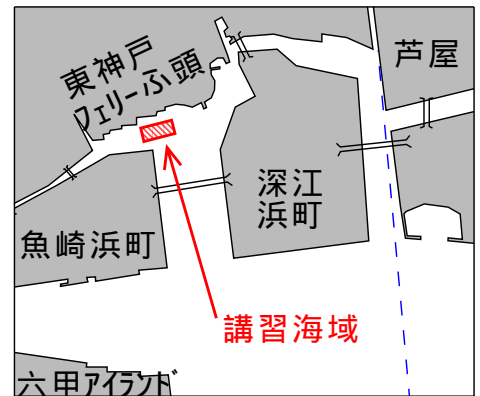 東神戸
フェリーふ頭
芦屋
深江
浜町
魚崎浜町
講習海域
六甲アイランド